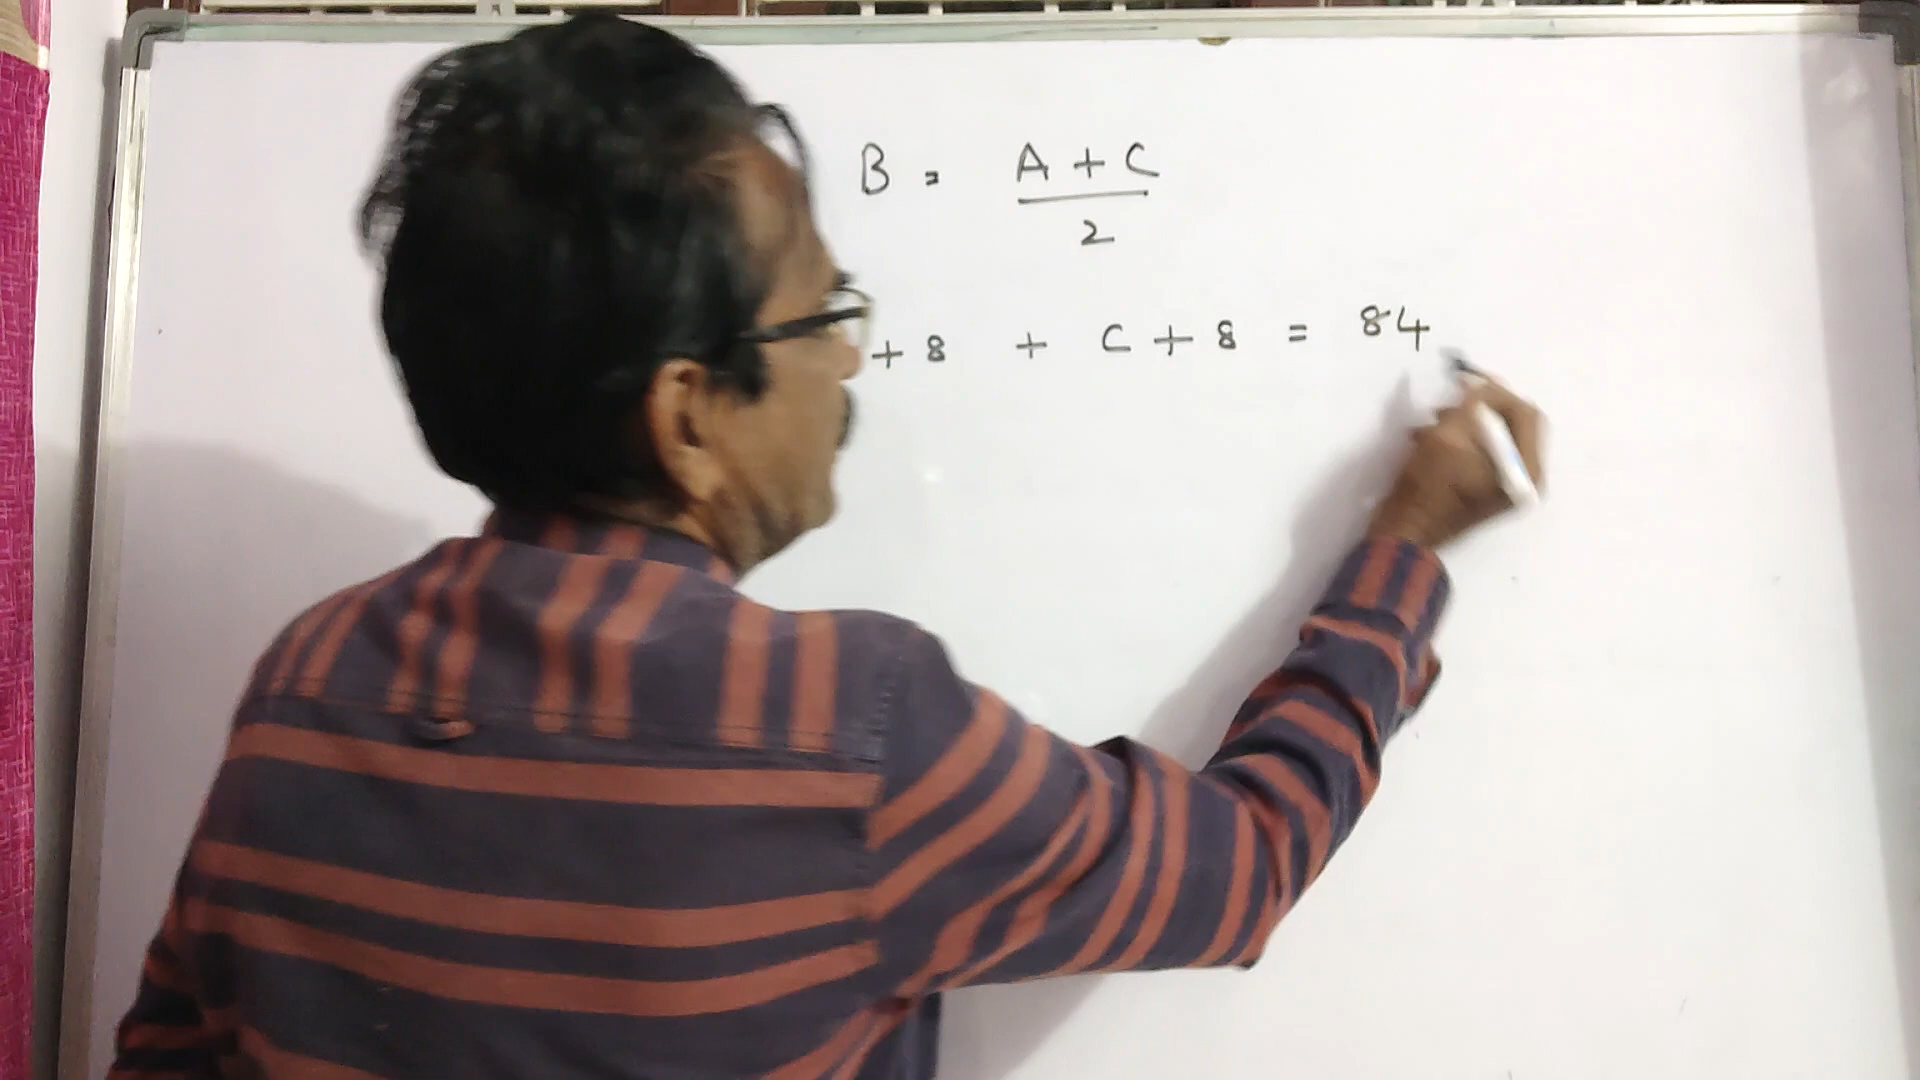 B = A + C
2
+ 8 + C + 8 = 84